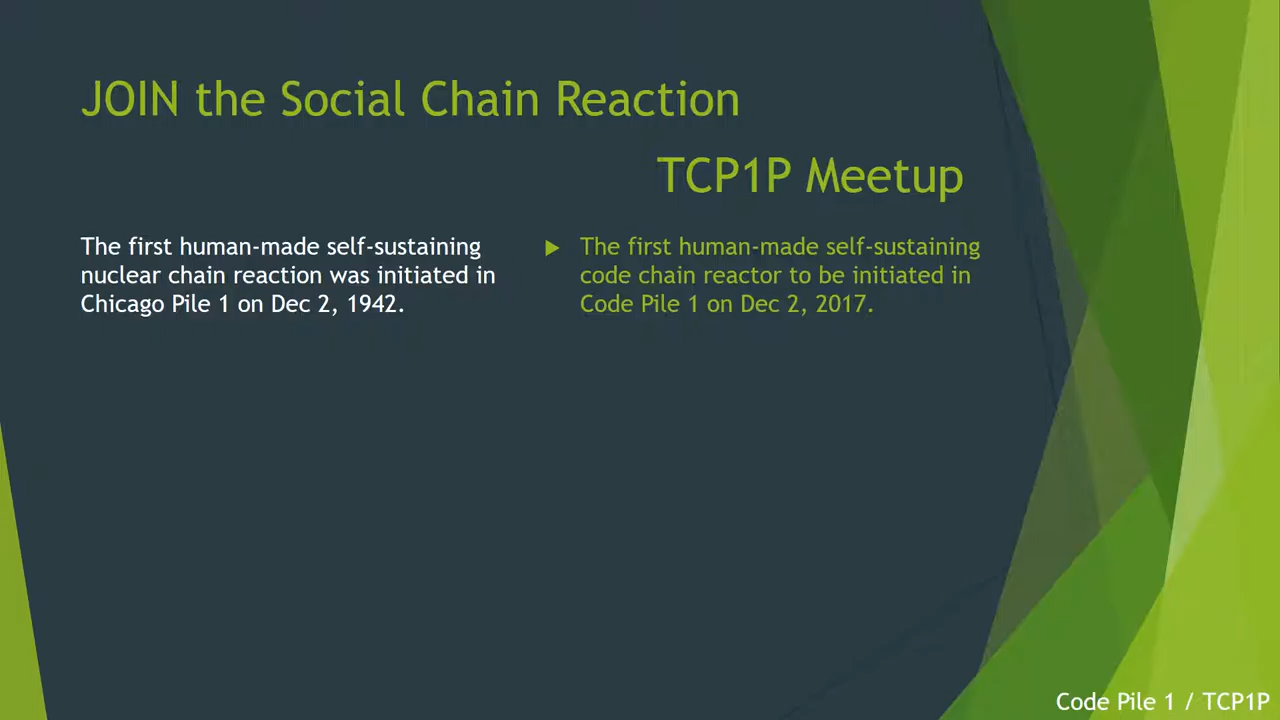 JOIN the Social Chain Reaction
TCP1P Meetup
The first human-made self-sustaining
nuclear chain reaction was initiated in
Chicago Pile 1 on Dec 2, 1942.
The first human-made self-sustaining
code chain reactor to be initiated in
Code Pile 1 on Dec 2, 2017.
Code Pile 1 / TCP1P